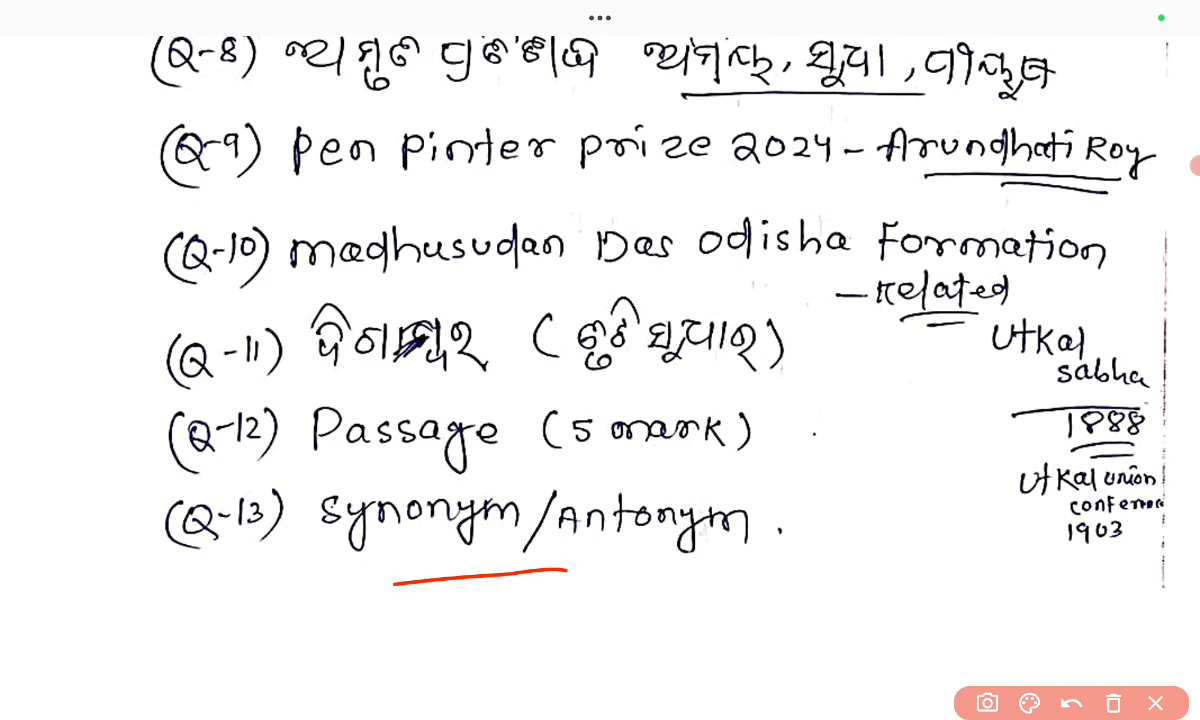 (Q-8) ଅମୃତ ପ୍ରତିଶବ୍ଦ ଅମୀୟ, ସୁଧା, ପୀୟୂଷ
(Q-9) Pen Pinter Prize 2024 - Arundhati Roy
(Q-10) Madhusudan Das Odisha Formation
- Related
Utkal
sabha
1888
(Q-11) (ତ୍ରୁଟି ସୁଧାର)
(Q-12) Passage (5 mark)
Utkal union
(Q-13) Synonym/Antonym.
1903